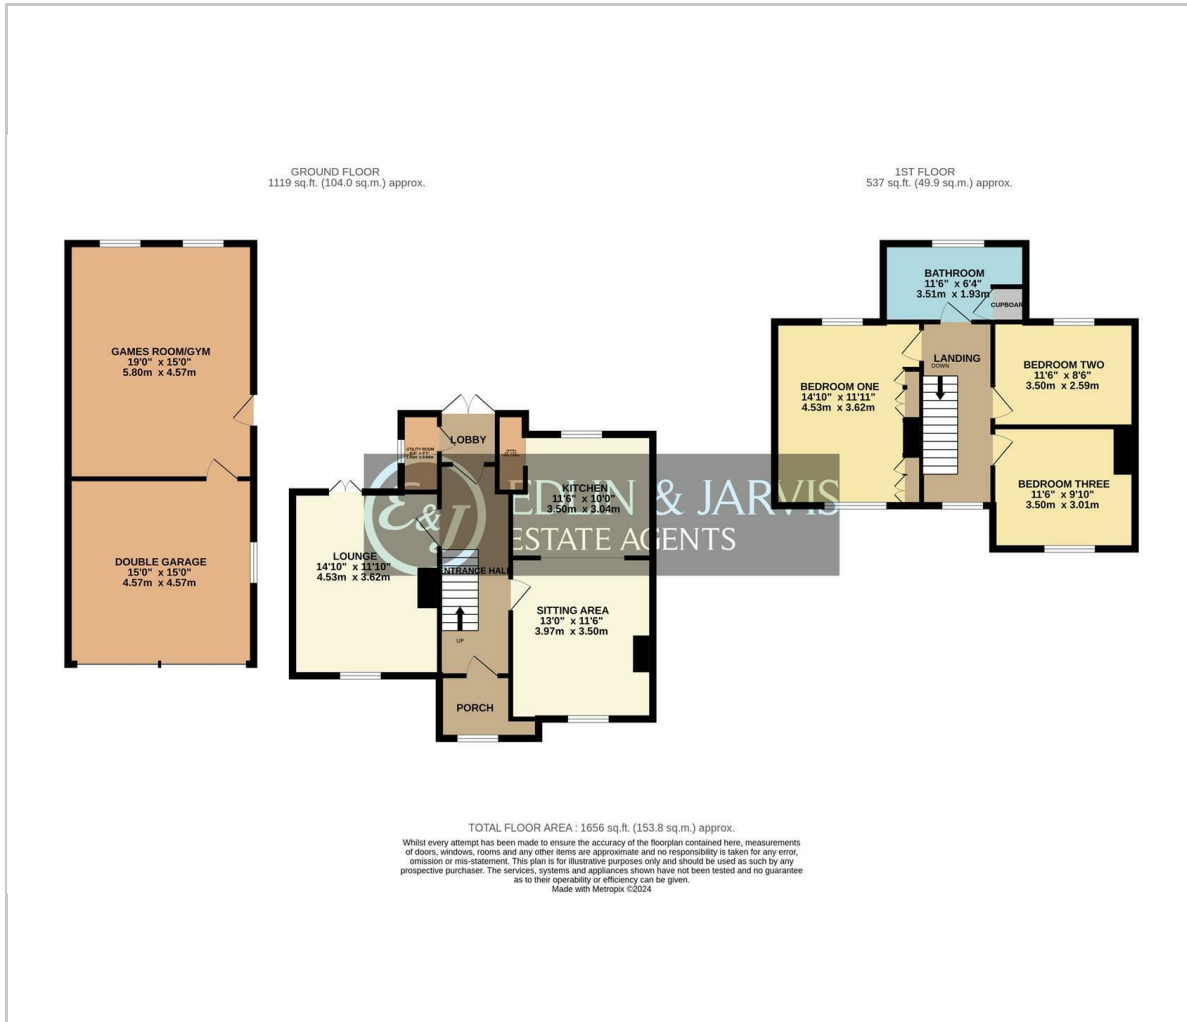 GROUND FLOOR
1119 sq.ft. (104.0 sq.m.) approx.
1ST FLOOR
537 sq.ft. (49.9 sq.m.) approx.
GAMES ROOM/GYM
19'0" x 15'0"
5.80m x 4.57m
DOUBLE GARAGE
15'0" x 15'0"
4.57m x 4.57m
LOBBY
UTILITY ROOM
KITCHEN
11'6" x 10'0"
3.50m x 3.04m
LOUNGE
14'10" x 11'10"
4.53m x 3.62m
ENTRANCE HALL
UP
SITTING AREA
13'0" x 11'6"
3.97m x 3.50m
PORCH
E&J
EDLIN & JARVIS
ESTATE AGENTS
BATHROOM
11'6" x 6'4"
3.51m x 1.93m
CUPBOAR
LANDING
DOWN
BEDROOM ONE
14'10" x 11'11"
4.53m x 3.62m
BEDROOM TWO
11'6" x 8'6"
3.50m x 2.59m
BEDROOM THREE
11'6" x 9'10"
3.50m x 3.01m
TOTAL FLOOR AREA : 1656 sq.ft. (153.8 sq.m.) approx.
Whilst every attempt has been made to ensure the accuracy of the floorplan contained here, measurements
of doors, windows, rooms and any other items are approximate and no responsibility is taken for any error,
omission or mis-statement. This plan is for illustrative purposes only and should be used as such by any
prospective purchaser. The services, systems and appliances shown have not been tested and no guarantee
as to their operability or efficiency can be given.
Made with Metropix ©2024